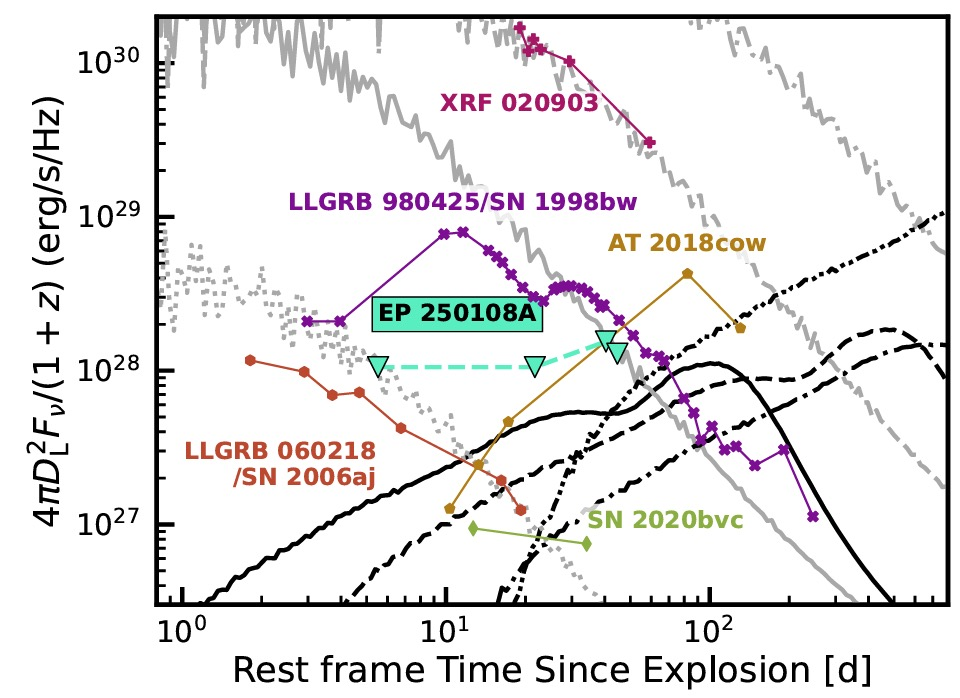 4πD_L^2F_ν/(1 + z) (erg/s/Hz)
10^30
10^29
10^28
10^27
XRF 020903
LLGRB 980425/SN 1998bw
AT 2018cow
EP 250108A
LLGRB 060218
/SN 2006aj
SN 2020bvc
10^0
10^1
10^2
Rest frame Time Since Explosion [d]